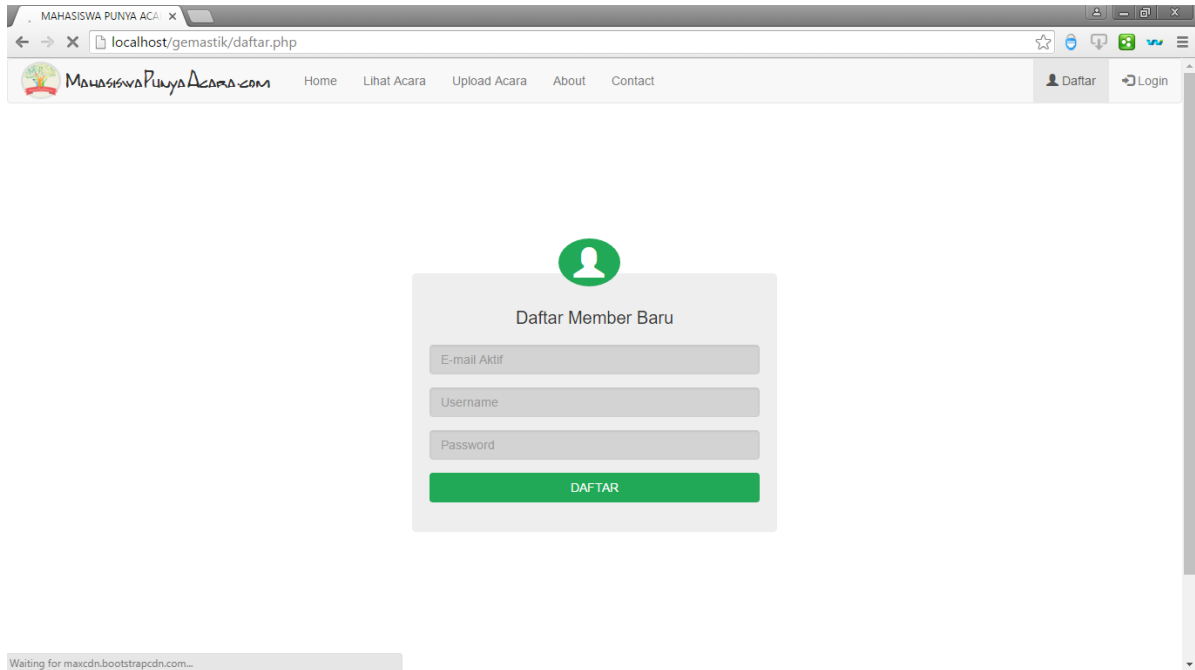 MAHASISWA PUNYA ACA
localhost/gemastik/daftar.php
MahasiswaPunyaAcara.com Home Lihat Acara Upload Acara About Contact Daftar Login
Daftar Member Baru
E-mail Aktif
Username
Password
DAFTAR
Waiting for maxcdn.bootstrapcdn.com...